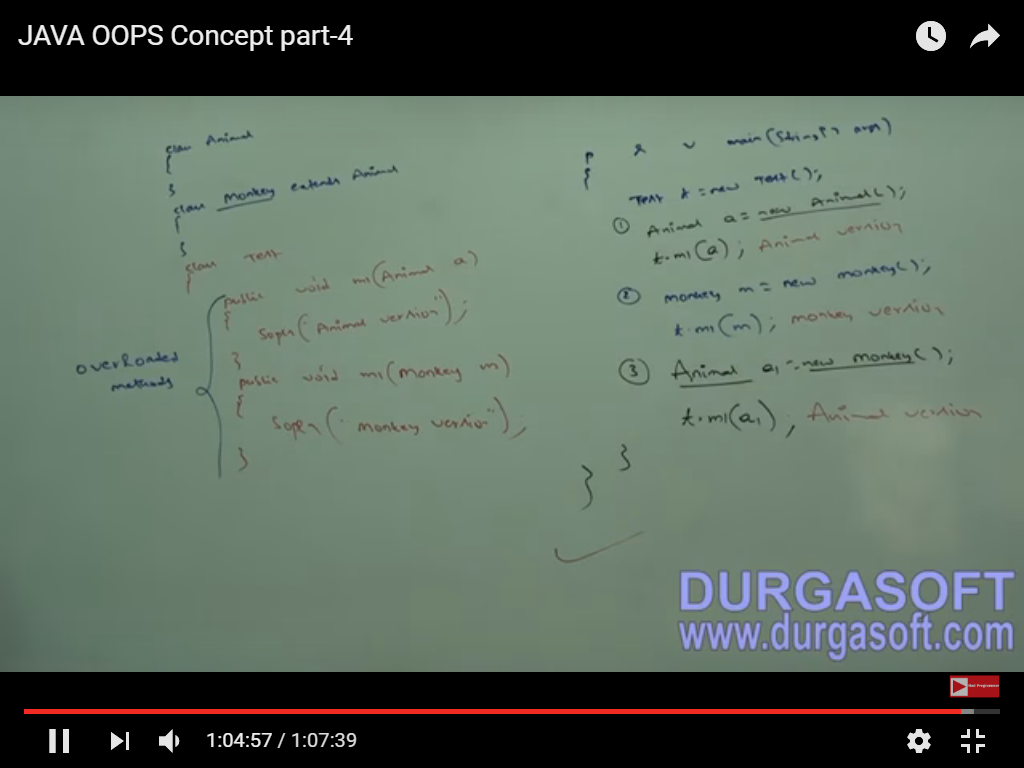 JAVA OOPS Concept part-4
class Animal
{
}
class monkey extends Animal
{
}
class Test
{
public void m1(Animal a)
{
Sopln("Animal version");
}
public void m1(monkey m)
{
Sopln("monkey version");
}
overloaded
methods
p s v main(String[] args)
{
Test t = new Test();
① Animal a = new Animal();
t.m1(a); Animal version
② monkey m = new monkey();
t.m1(m); monkey version
③ Animal a1 = new monkey();
t.m1(a1); Animal version
}
}
DURGASOFT
www.durgasoft.com
1:04:57 / 1:07:39